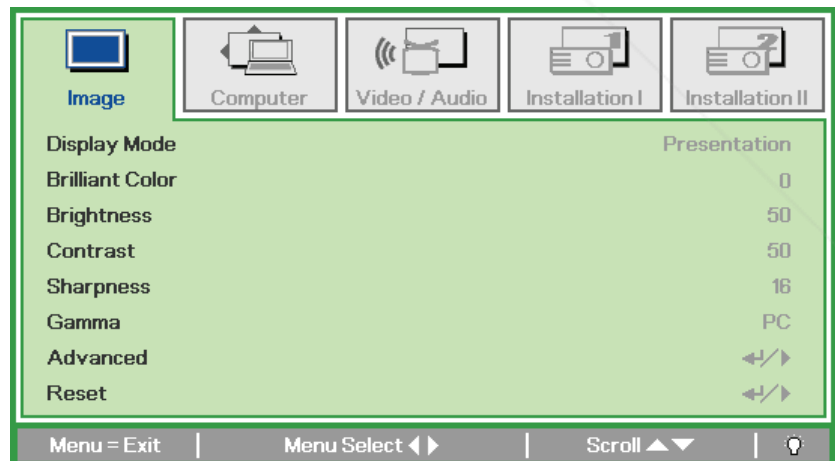 Image Computer Video / Audio Installation I Installation II
Display Mode Presentation
Brilliant Color 0
Brightness 50
Contrast 50
Sharpness 16
Gamma PC
Advanced ↵/▶
Reset ↵/▶
Menu = Exit | Menu Select ◀▶ | Scroll ▲▼ |